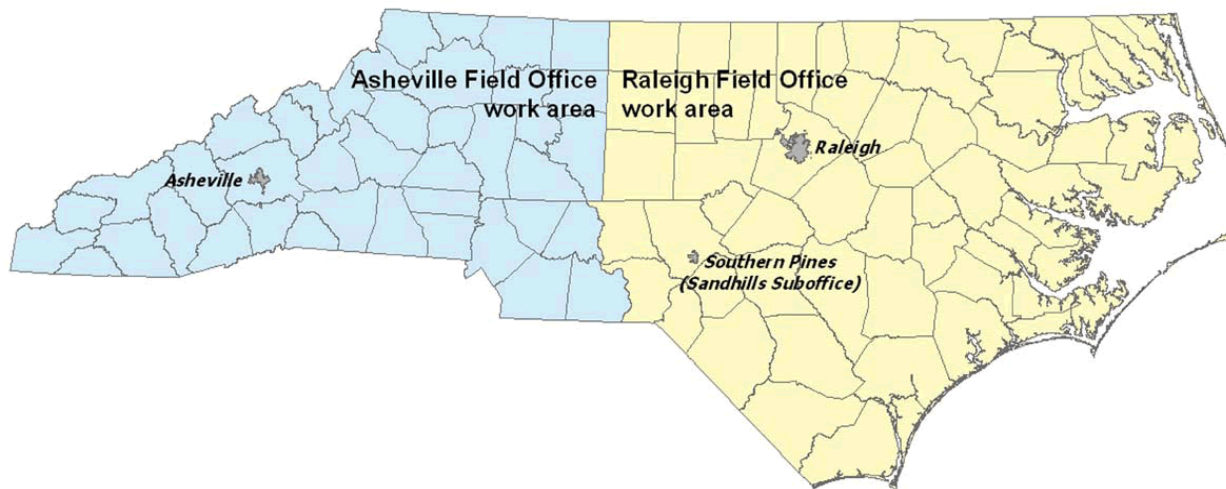 Asheville Field Office
work area
Raleigh Field Office
work area
Raleigh
Asheville
Southern Pines
(Sandhills Suboffice)